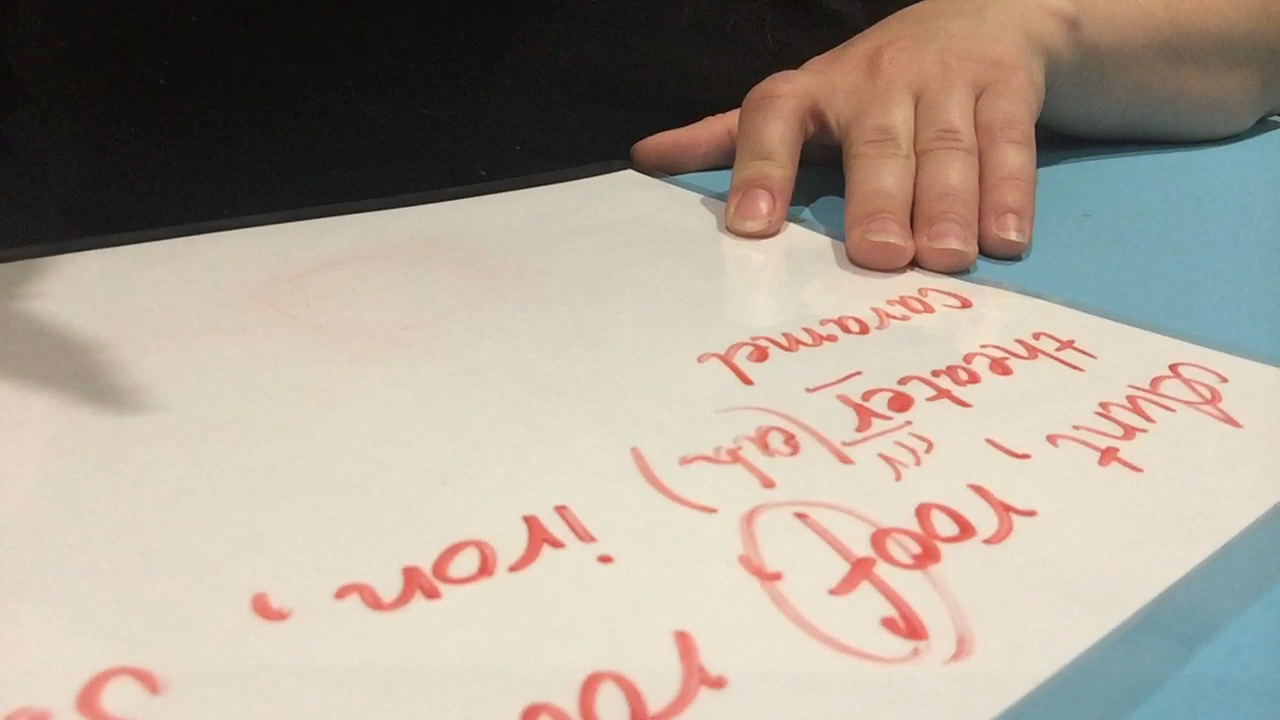 Aunt, roof iron,
theater (ah)
caramel